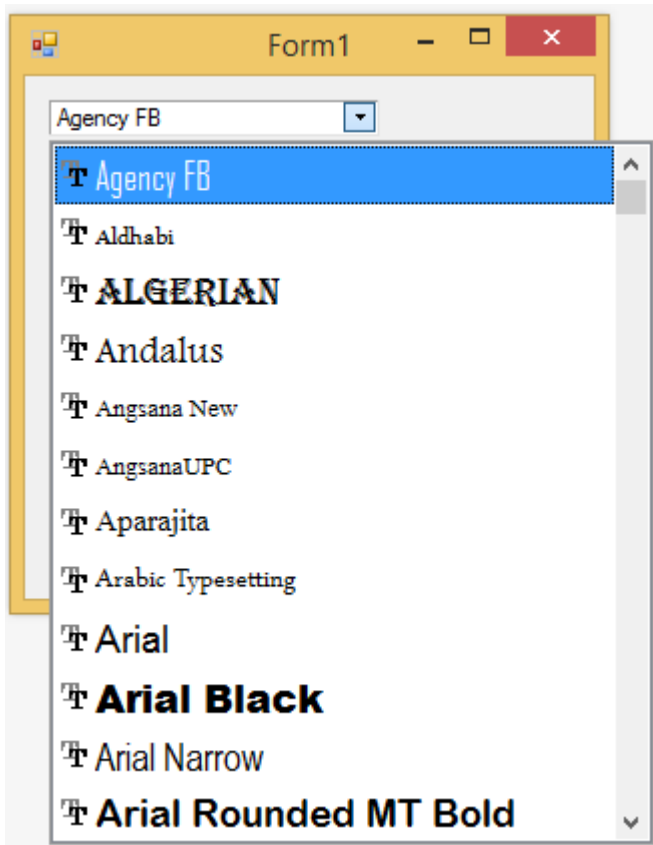 Form1
Agency FB
Agency FB
Aldhabi
ALGERIAN
Andalus
Angsana New
AngsanaUPC
Aparajita
Arabic Typesetting
Arial
Arial Black
Arial Narrow
Arial Rounded MT Bold